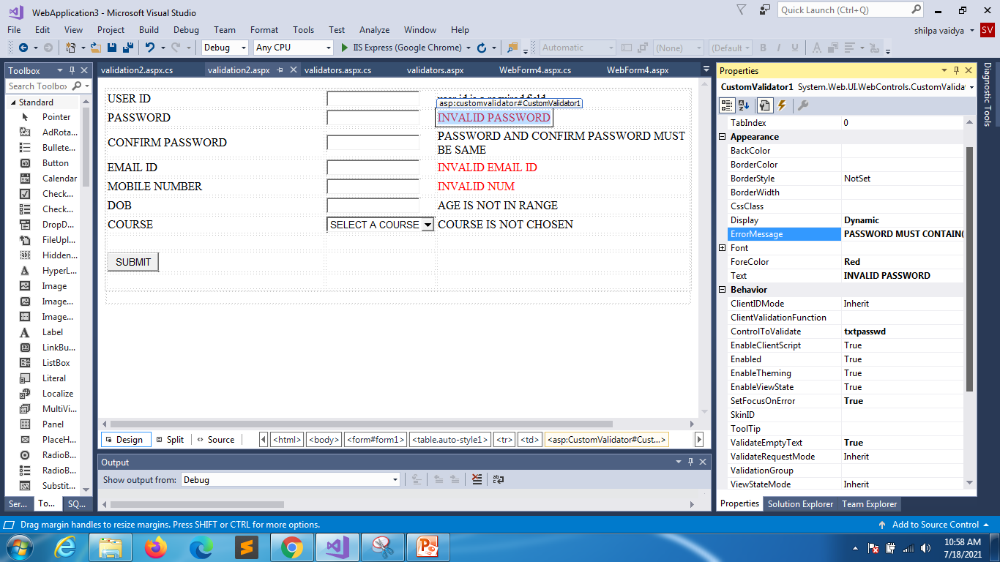 WebApplication3 - Microsoft Visual Studio
Quick Launch (Ctrl+Q)
File Edit View Project Build Debug Team Format Tools Test Analyze Window Help
shilpa vaidya SV
Debug Any CPU IIS Express (Google Chrome) Automatic (None) (Default B I U A
Toolbox
Search Toolbox
Standard
Pointer
AdRota...
Bullete...
Button
Calendar
Check...
Check...
DropD...
FileUpl...
Hidden...
HyperL...
Image
Image...
Image...
Label
LinkBu...
ListBox
Literal
Localize
MultiVi...
Panel
PlaceH...
RadioB...
RadioB...
Substit...
Ser... To... SQ...
validation2.aspx.cs validation2.aspx validators.aspx.cs validators.aspx WebForm4.aspx.cs WebForm4.aspx
USER ID
asp:customvalidator#CustomValidator1
PASSWORD INVALID PASSWORD
CONFIRM PASSWORD PASSWORD AND CONFIRM PASSWORD MUST
BE SAME
EMAIL ID INVALID EMAIL ID
MOBILE NUMBER INVALID NUM
DOB AGE IS NOT IN RANGE
COURSE SELECT A COURSE COURSE IS NOT CHOSEN
SUBMIT
Design Split Source <html> <body> <form#form1> <table.auto-style1> <tr> <td> <asp:CustomValidator#Cust...>
Output
Show output from: Debug
Properties
CustomValidator1 System.Web.UI.WebControls.CustomValidat
TabIndex 0
Appearance
BackColor
BorderColor
BorderStyle NotSet
BorderWidth
CssClass
Display Dynamic
ErrorMessage PASSWORD MUST CONTAIN(
Font
ForeColor Red
Text INVALID PASSWORD
Behavior
ClientIDMode Inherit
ClientValidationFunction
ControlToValidate txtpasswd
EnableClientScript True
Enabled True
EnableTheming True
EnableViewState True
SetFocusOnError True
SkinID
ToolTip
ValidateEmptyText True
ValidateRequestMode Inherit
ValidationGroup
ViewStateMode Inherit
Properties Solution Explorer Team Explorer
Diagnostic Tools
Drag margin handles to resize margins. Press SHIFT or CTRL for more options.
Add to Source Control
10:58 AM
7/18/2021